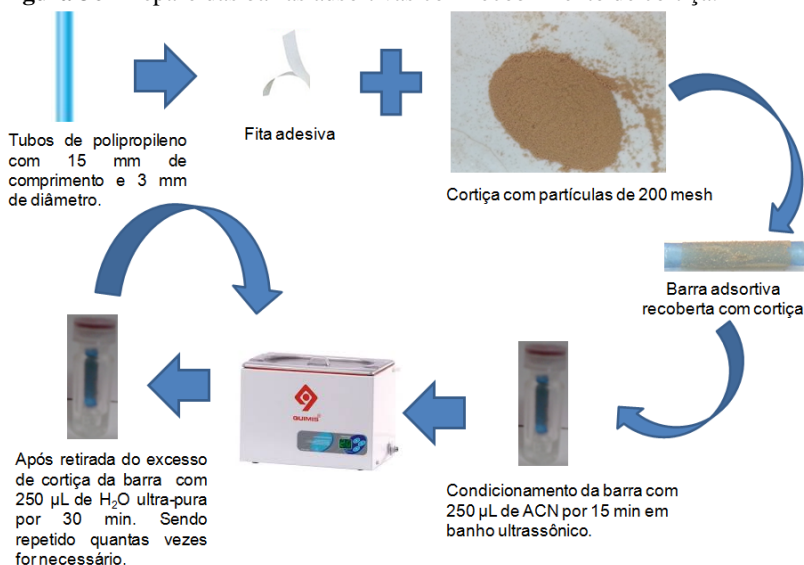 Tubos de polipropileno
com 15 mm de
comprimento e 3 mm
de diâmetro.
Fita adesiva
Cortiça com partículas de 200 mesh
Barra adsortiva
recoberta com cortiça
Condicionamento da barra com
250 µL de ACN por 15 min em
banho ultrassônico.
QUIMIS
Após retirada do excesso
de cortiça da barra com
250 µL de H₂O ultra-pura
por 30 min. Sendo
repetido quantas vezes
for necessário.